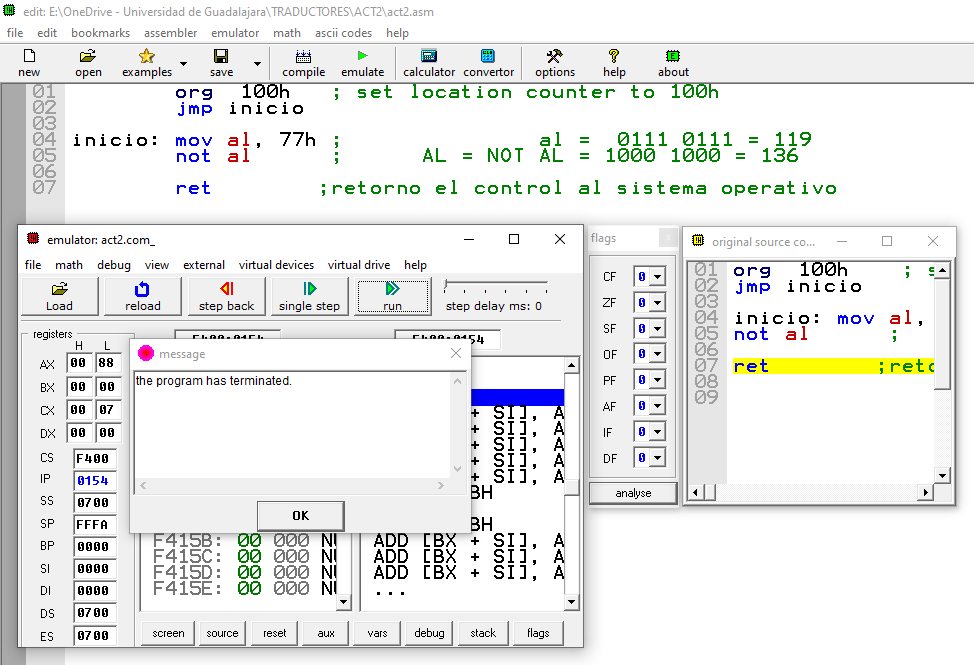 edit: E:\OneDrive - Universidad de Guadalajara\TRADUCTORES\ACT2\act2.asm
file edit bookmarks assembler emulator math ascii codes help
new open examples save compile emulate calculator convertor options help about
01 org 100h ; set location counter to 100h
02 jmp inicio
03
04 inicio: mov al, 77h ; al = 0111 0111 = 119
05 not al ; AL = NOT AL = 1000 1000 = 136
06
07 ret ;retorno el control al sistema operativo
emulator: act2.com_
file math debug view external virtual devices virtual drive help
Load reload step back single step run step delay ms: 0
registers
H L
AX 00 88
BX 00 00
CX 00 07
DX 00 00
CS F400
IP 0154
SS 0700
SP FFFA
BP 0000
SI 0000
DI 0000
DS 0700
ES 0700
F400:0154 F400:0154
message
the program has terminated.
OK
+ SI], A
+ SI], A
+ SI], A
+ SI], A
+ SI], A
BH
BH
F415B: 00 000 NU ADD [BX + SI], A
F415C: 00 000 NU ADD [BX + SI], A
F415D: 00 000 NU ADD [BX + SI], A
F415E: 00 000 NU ...
screen source reset aux vars debug stack flags
flags
CF 0
ZF 0
SF 0
OF 0
PF 0
AF 0
IF 0
DF 0
analyse
original source co...
01 org 100h ; s
02 jmp inicio
03
04 inicio: mov al,
05 not al ;
06
07 ret ;reto
08
09